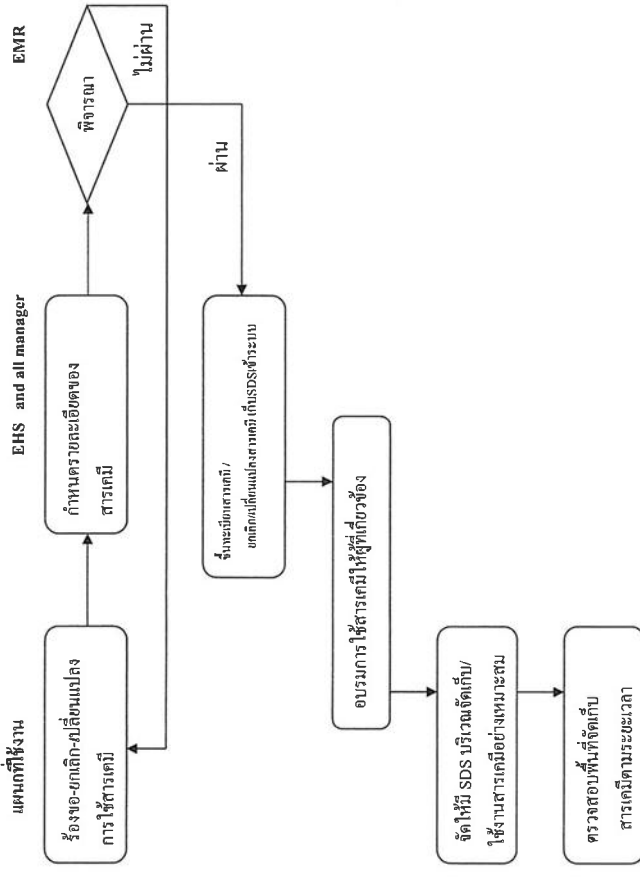 แผนกที่ใช้งาน
EHS and all manager
EMR
ร้องขอ-ยกเลิก-เปลี่ยนแปลง
การใช้สารเคมี
กำหนดรายละเอียดของ
สารเคมี
พิจารณา
ไม่ผ่าน
ผ่าน
ขึ้นทะเบียนสารเคมี /
ยกเลิก/เปลี่ยนแปลงสารเคมี เก็บSDSเข้าระบบ
อบรมการใช้สารเคมีให้ผู้ที่เกี่ยวข้อง
จัดให้มี SDS บริเวณจัดเก็บ/
ใช้งานสารเคมีอย่างเหมาะสม
ตรวจสอบพื้นที่จัดเก็บ
สารเคมีตามระยะเวลา